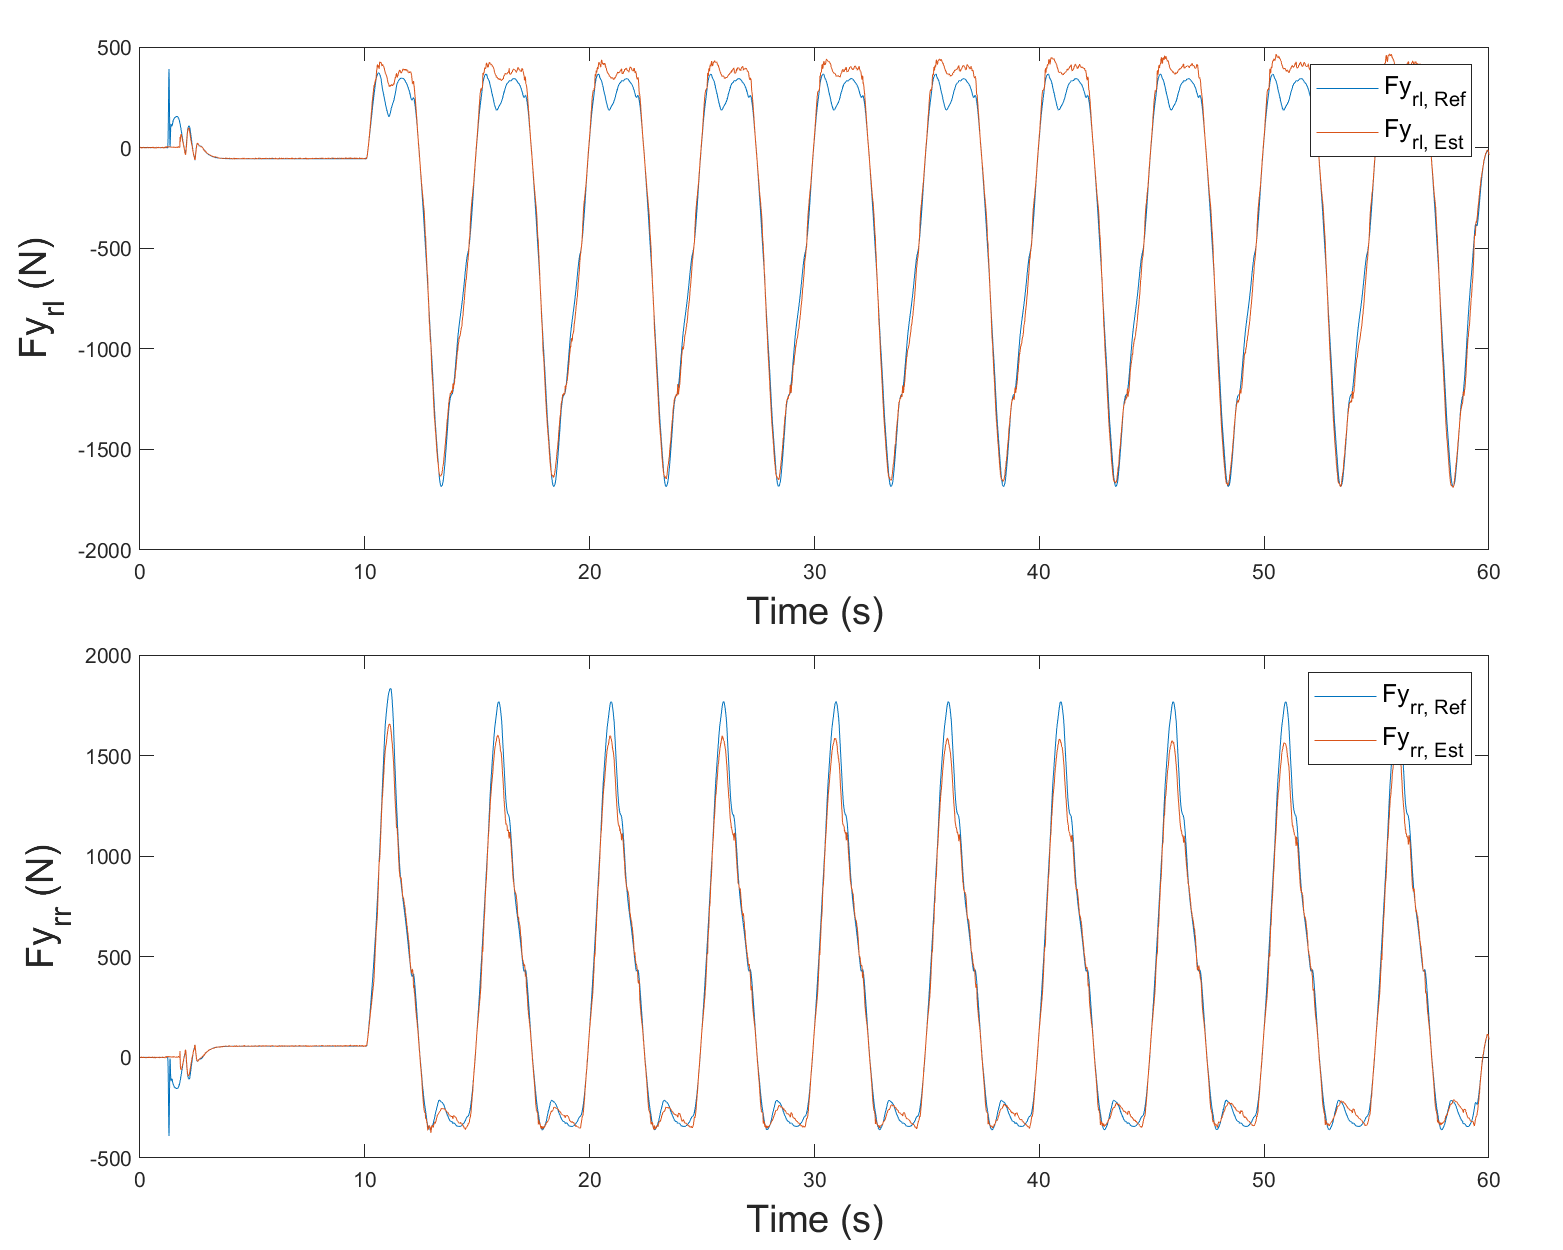 500
0
-500
-1000
-1500
-2000
Fy_rl (N)
Fy_rl, Ref
Fy_rl, Est
0 10 20 30 40 50 60
Time (s)
2000
1500
1000
500
0
-500
Fy_rr (N)
Fy_rr, Ref
Fy_rr, Est
0 10 20 30 40 50 60
Time (s)